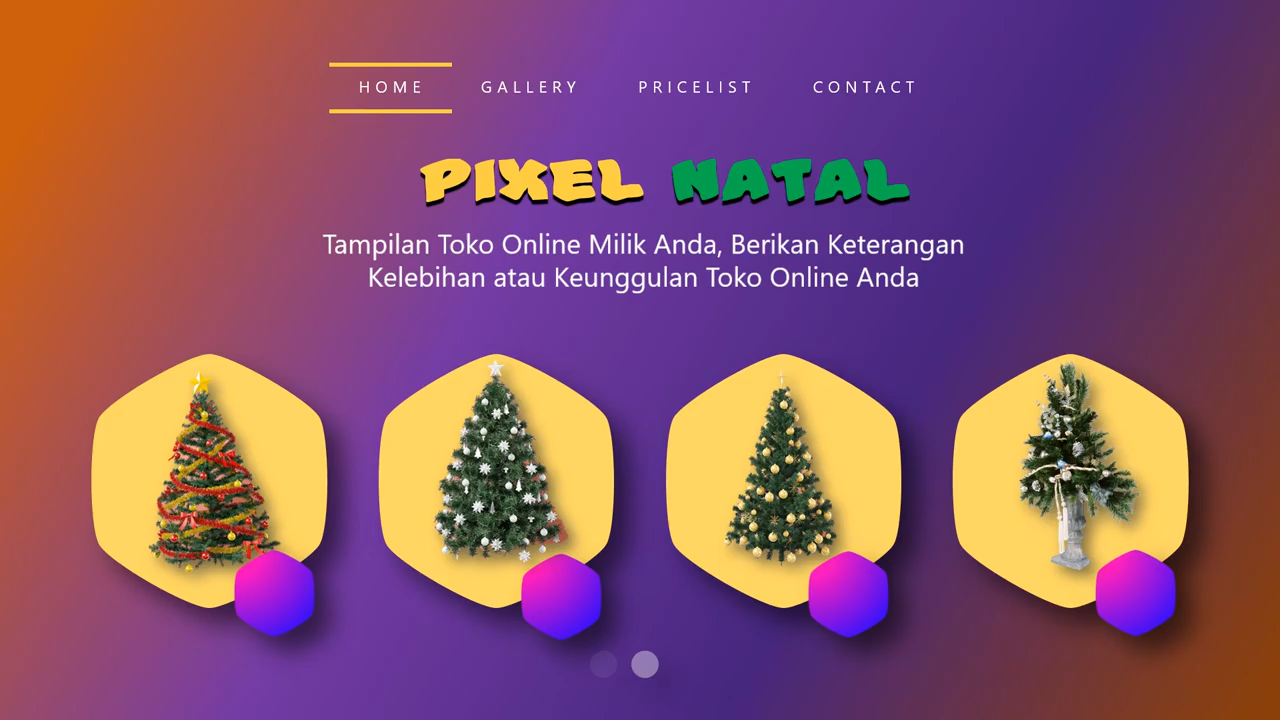 HOME GALLERY PRICELIST CONTACT
PIXEL NATAL
Tampilan Toko Online Milik Anda, Berikan Keterangan
Kelebihan atau Keunggulan Toko Online Anda